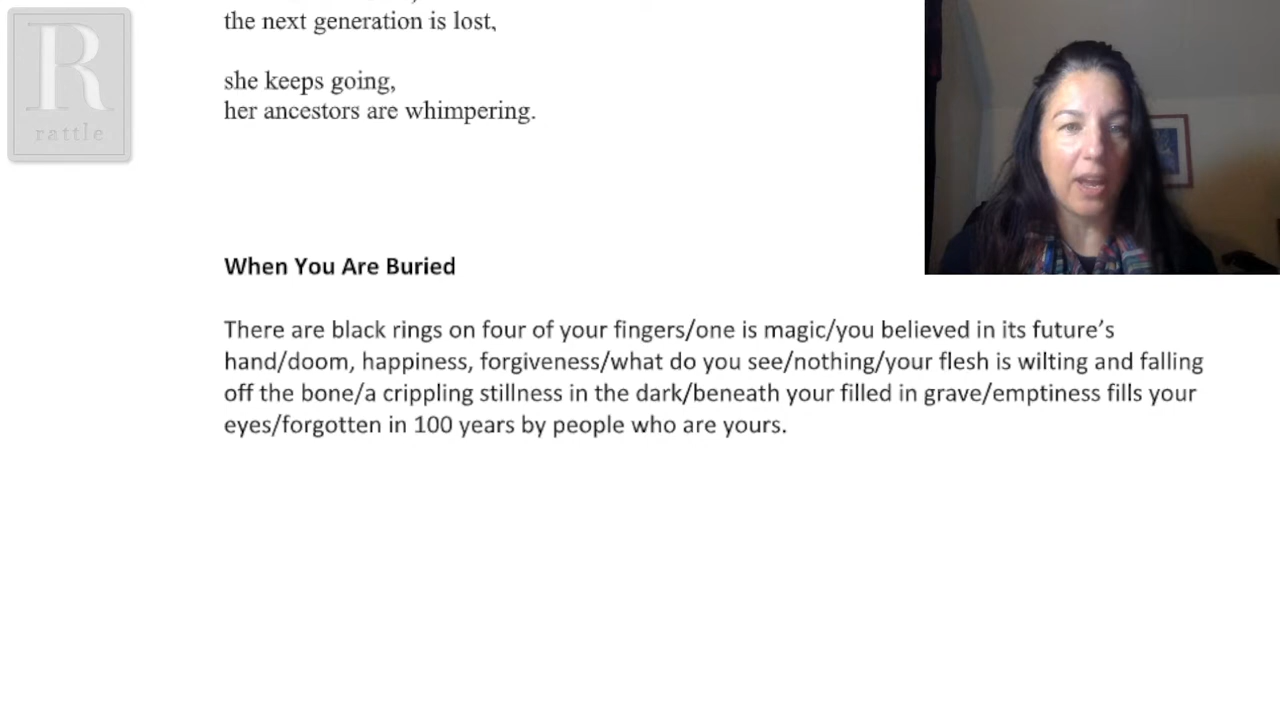 the next generation is lost,
she keeps going,
her ancestors are whimpering.
R
rattle
When You Are Buried
There are black rings on four of your fingers/one is magic/you believed in its future’s
hand/doom, happiness, forgiveness/what do you see/nothing/your flesh is wilting and falling
off the bone/a crippling stillness in the dark/beneath your filled in grave/emptiness fills your
eyes/forgotten in 100 years by people who are yours.